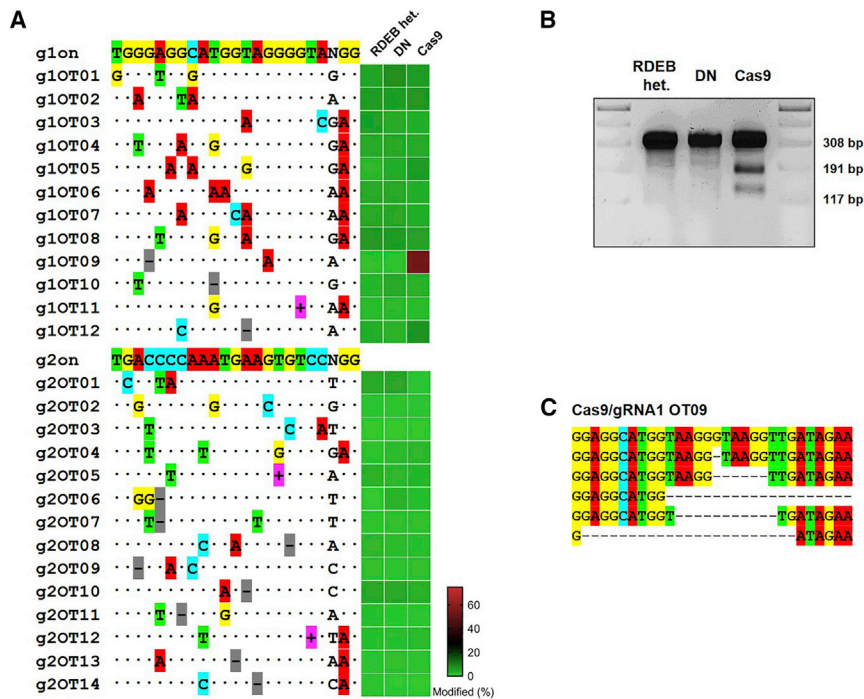 A
RDEB het.
DN
Cas9
g1on TGGGAGGCATGGTAGGGGTANGG
g1OT01 G···T··G············G··
g1OT02 ··A···TA············A··
g1OT03 ············A······CGA·
g1OT04 ··T···A··G··········GA·
g1OT05 ·····A·A····G·······GA·
g1OT06 ···A·····AA·········AA·
g1OT07 ······A····CA·······AA·
g1OT08 ····T····G··A·······GA·
g1OT09 ···-··········A·····A··
g1OT10 ··T······-··········G··
g1OT11 ·········G·······+··AA·
g1OT12 ······C·····-·······A··
g2on TGACCCCAAATGAAGTGTCCNGG
g2OT01 ·C··TA··············T··
g2OT02 ··G······G····C·····G··
g2OT03 ···T············C··AT··
g2OT04 ···T····T······G····GA·
g2OT05 ·····T·········+····A··
g2OT06 ··GG-···············T··
g2OT07 ···T-········T······T··
g2OT08 ········C··A····-···A··
g2OT09 ··-··A·C············C··
g2OT10 ··········A·-·······C··
g2OT11 ····T·-···G·········A··
g2OT12 ········T·········+·TA·
g2OT13 ····A······-········AA·
g2OT14 ········C····-······CA·
60
40
20
0
Modified (%)
B
RDEB
het.
DN
Cas9
308 bp
191 bp
117 bp
C
Cas9/gRNA1 OT09
GGAGGCATGGTAAGGGTAAGGTTGATAGAA
GGAGGCATGGTAAGG-TAAGGTTGATAGAA
GGAGGCATGGTAAGG------TTGATAGAA
GGAGGCATGG--------------------
GGAGGCATGGT-----------TGATAGAA
G-----------------------ATAGAA